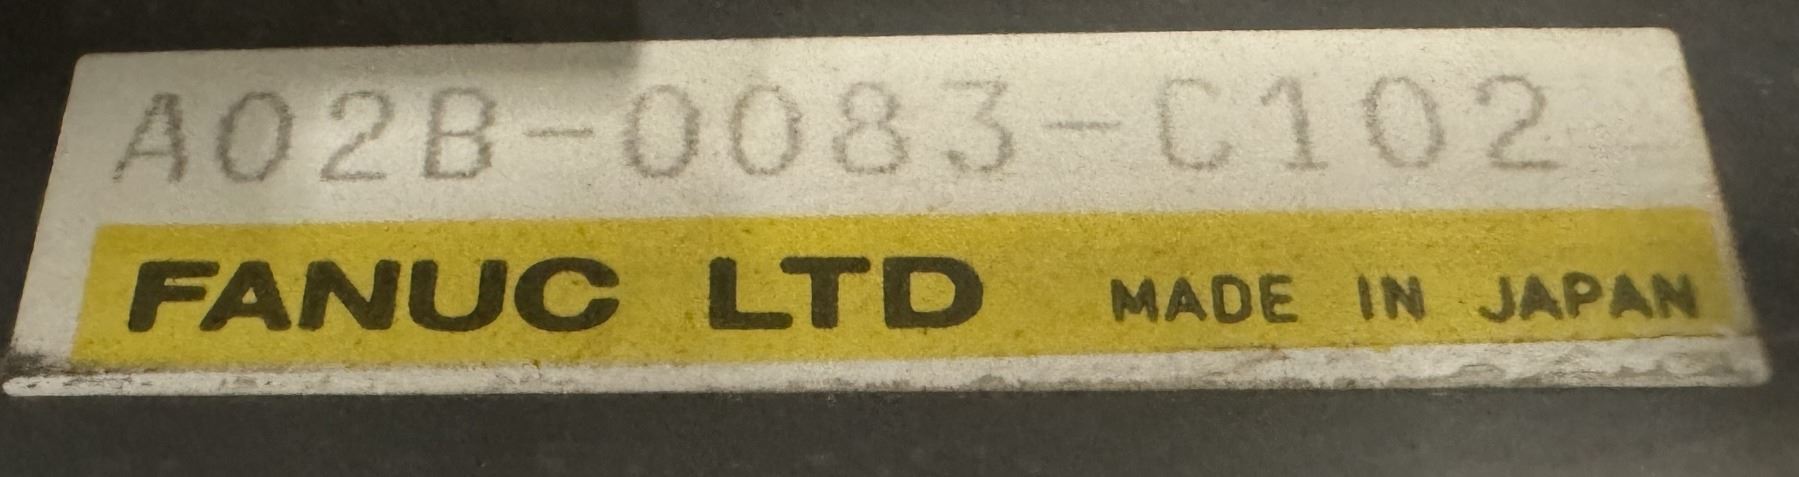 A02B-0083-C102
FANUC LTD MADE IN JAPAN